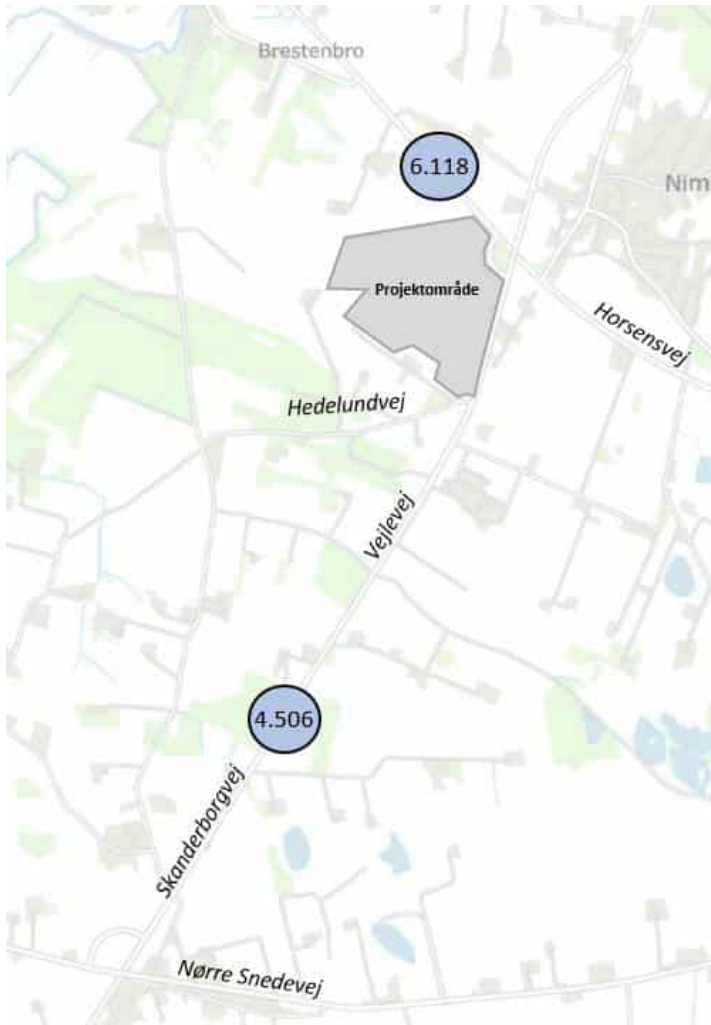 Brestenbro
6.118
Nim
Projektområde
Horsensvej
Hedelundvej
Vejlevej
4.506
Skanderborgvej
Nørre Snedevej